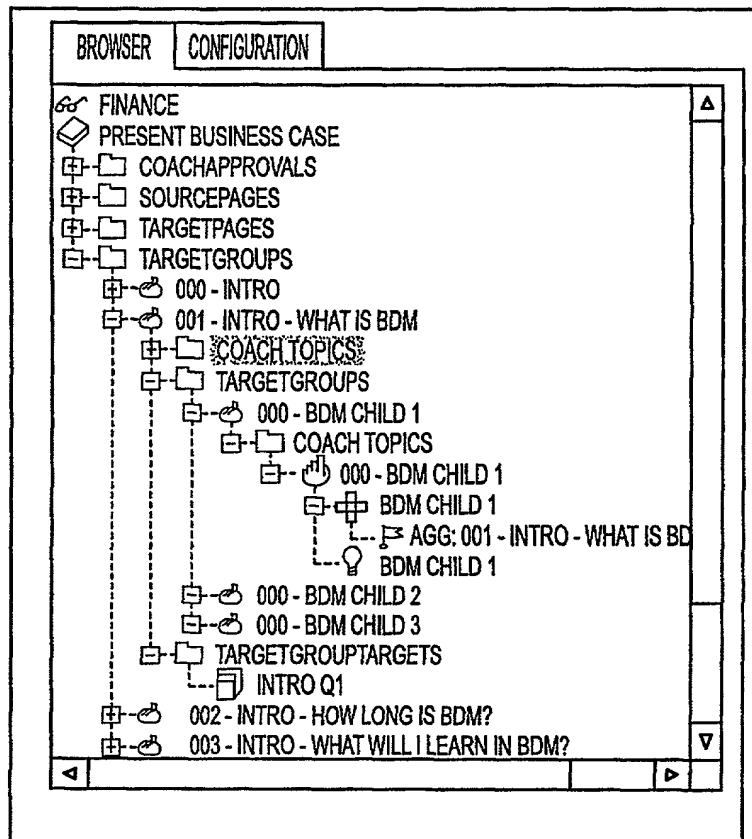 BROWSER CONFIGURATION
FINANCE
PRESENT BUSINESS CASE
COACHAPPROVALS
SOURCEPAGES
TARGETPAGES
TARGETGROUPS
000 - INTRO
001 - INTRO - WHAT IS BDM
COACH TOPICS
TARGETGROUPS
000 - BDM CHILD 1
COACH TOPICS
000 - BDM CHILD 1
BDM CHILD 1
AGG: 001 - INTRO - WHAT IS BD
BDM CHILD 1
000 - BDM CHILD 2
000 - BDM CHILD 3
TARGETGROUPTARGETS
INTRO Q1
002 - INTRO - HOW LONG IS BDM?
003 - INTRO - WHAT WILL I LEARN IN BDM?